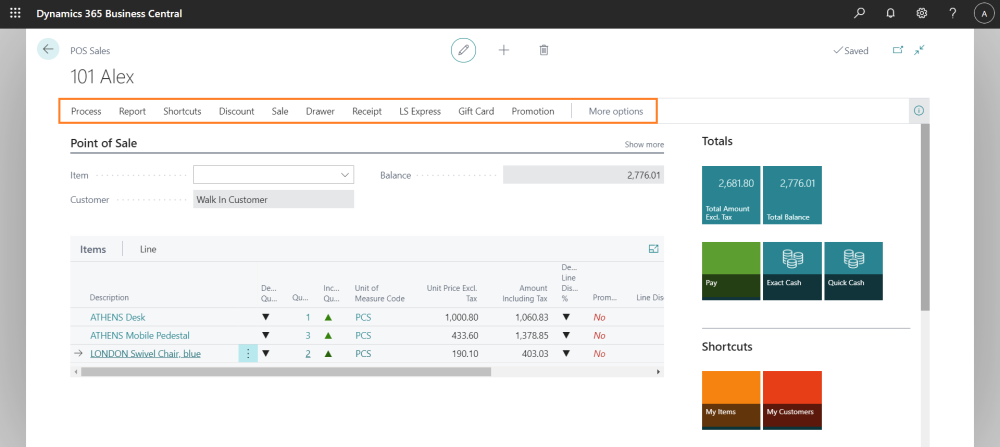 Dynamics 365 Business Central
?
A
POS Sales
Saved
101 Alex
Process Report Shortcuts Discount Sale Drawer Receipt LS Express Gift Card Promotion More options
Point of Sale
Show more
Item
Balance
2,776.01
Customer
Walk In Customer
Items
Line
Description
De...
Qu...
Qu...
Inc...
Qu...
Unit of
Measure Code
Unit Price Excl.
Tax
Amount
Including Tax
De...
Line
Dis...
%
Prom...
Line Disc
ATHENS Desk 1 PCS 1,000.80 1,060.83 No
ATHENS Mobile Pedestal 3 PCS 433.60 1,378.85 No
LONDON Swivel Chair, blue 2 PCS 190.10 403.03 No
Totals
2,681.80
Total Amount
Excl. Tax
2,776.01
Total Balance
Pay
Exact Cash
Quick Cash
Shortcuts
My Items
My Customers